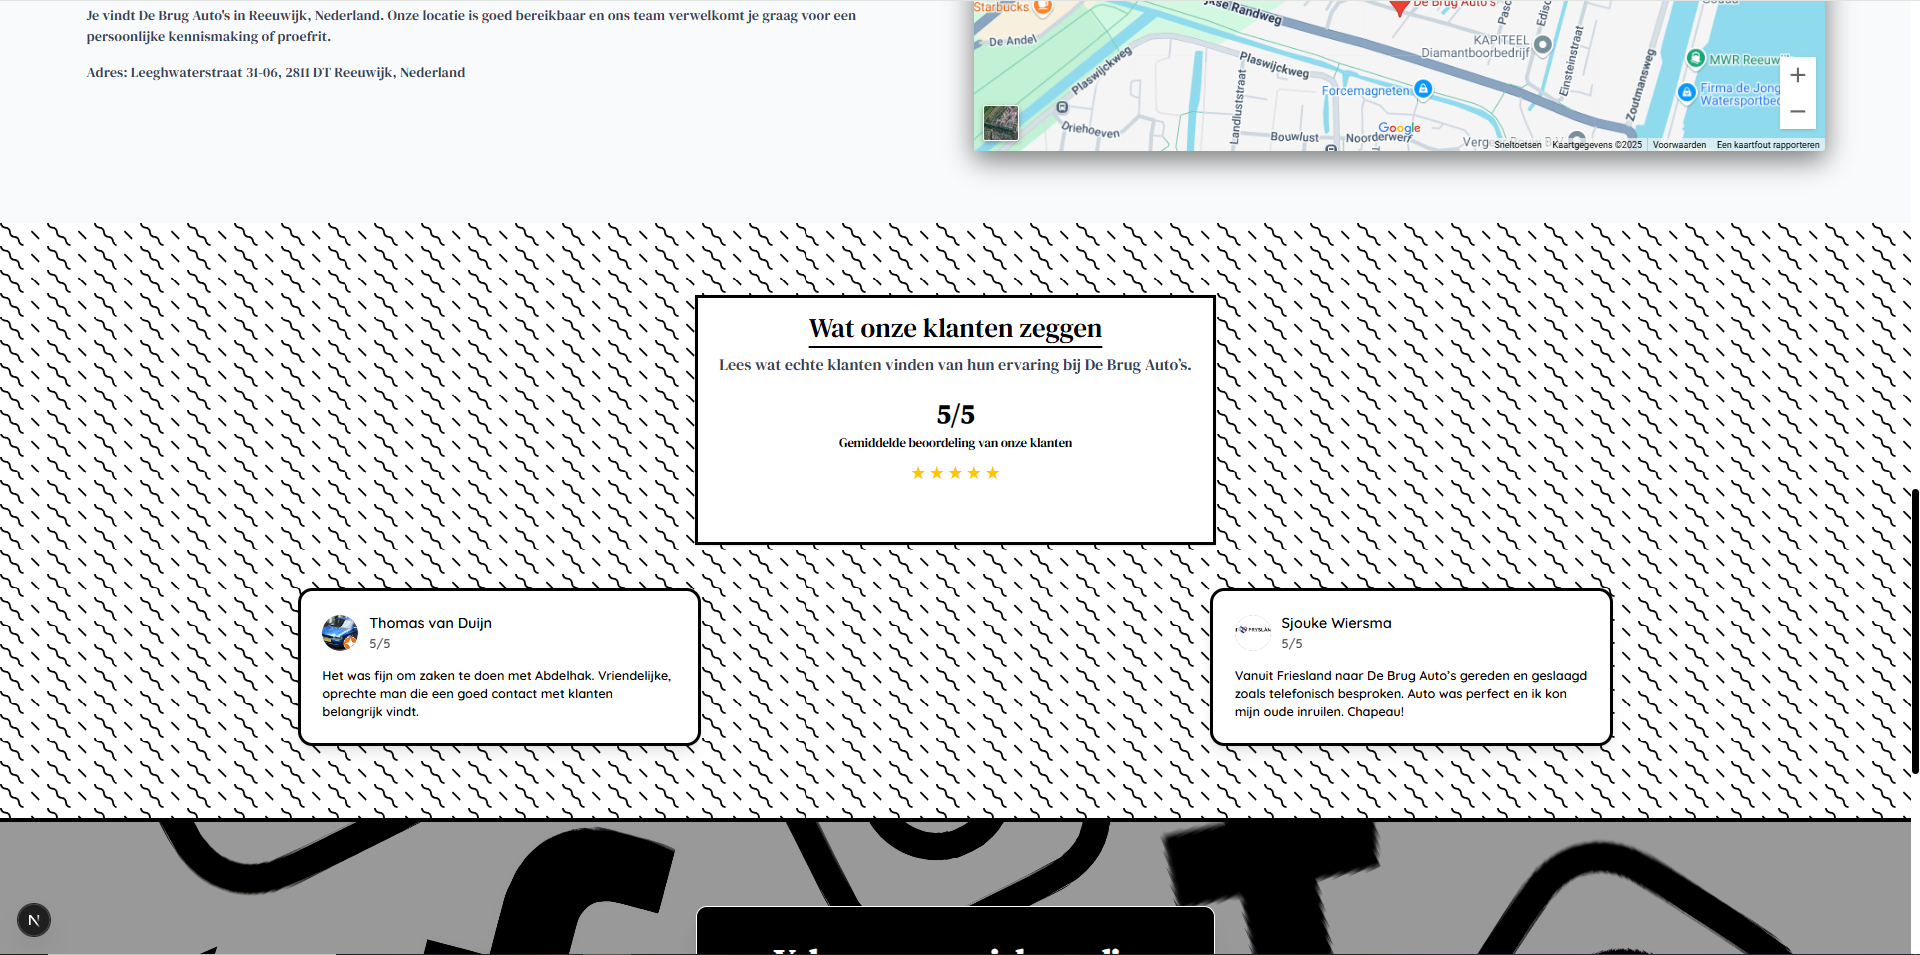 Je vindt De Brug Auto's in Reeuwijk, Nederland. Onze locatie is goed bereikbaar en ons team verwelkomt je graag voor een
persoonlijke kennismaking of proefrit.
Adres: Leeghwaterstraat 31-06, 2811 DT Reeuwijk, Nederland
Starbucks
De Andel
Plaswijckweg
Driehoeven
Randweg
De Brug Auto's
KAPITEEL
Diamantboorbedrijf
Plaswijckweg
Forcemagneten
Landluststraat
Bouwlust
Noorderwerf
Google
Einsteinstraat
Zoutmansweg
MWR Reeuwijk
Firma de Jong
Watersportbed
+
−
Sneltoetsen
Kaartgegevens ©2025
Voorwaarden
Een kaartfout rapporteren
Wat onze klanten zeggen
Lees wat echte klanten vinden van hun ervaring bij De Brug Auto's.
5/5
Gemiddelde beoordeling van onze klanten
★★★★★
Thomas van Duijn
5/5
Het was fijn om zaken te doen met Abdelhak. Vriendelijke,
oprechte man die een goed contact met klanten
belangrijk vindt.
Sjouke Wiersma
5/5
Vanuit Friesland naar De Brug Auto's gereden en geslaagd
zoals telefonisch besproken. Auto was perfect en ik kon
mijn oude inruilen. Chapeau!
N